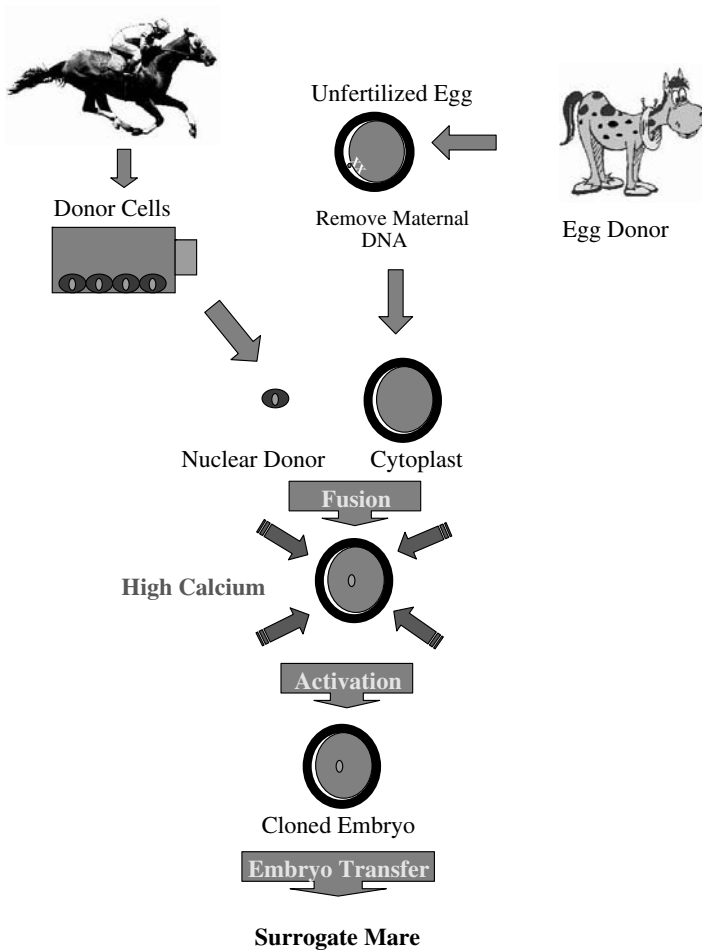 Unfertilized Egg
Donor Cells
Remove Maternal
DNA
Egg Donor
Nuclear Donor
Cytoplast
Fusion
High Calcium
Activation
Cloned Embryo
Embryo Transfer
Surrogate Mare